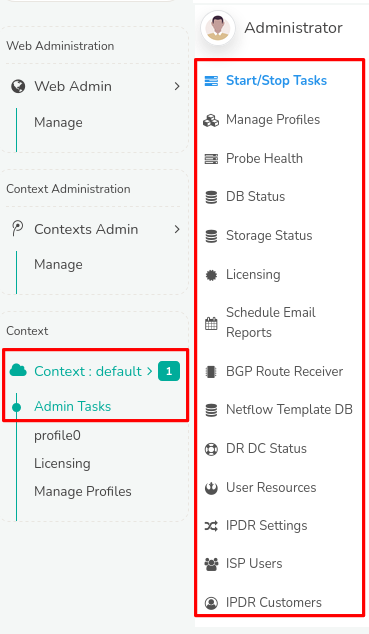 Web Administration
Web Admin
Manage
Context Administration
Contexts Admin
Manage
Context
Context : default 1
Admin Tasks
profile0
Licensing
Manage Profiles
Administrator
Start/Stop Tasks
Manage Profiles
Probe Health
DB Status
Storage Status
Licensing
Schedule Email
Reports
BGP Route Receiver
Netflow Template DB
DR DC Status
User Resources
IPDR Settings
ISP Users
IPDR Customers